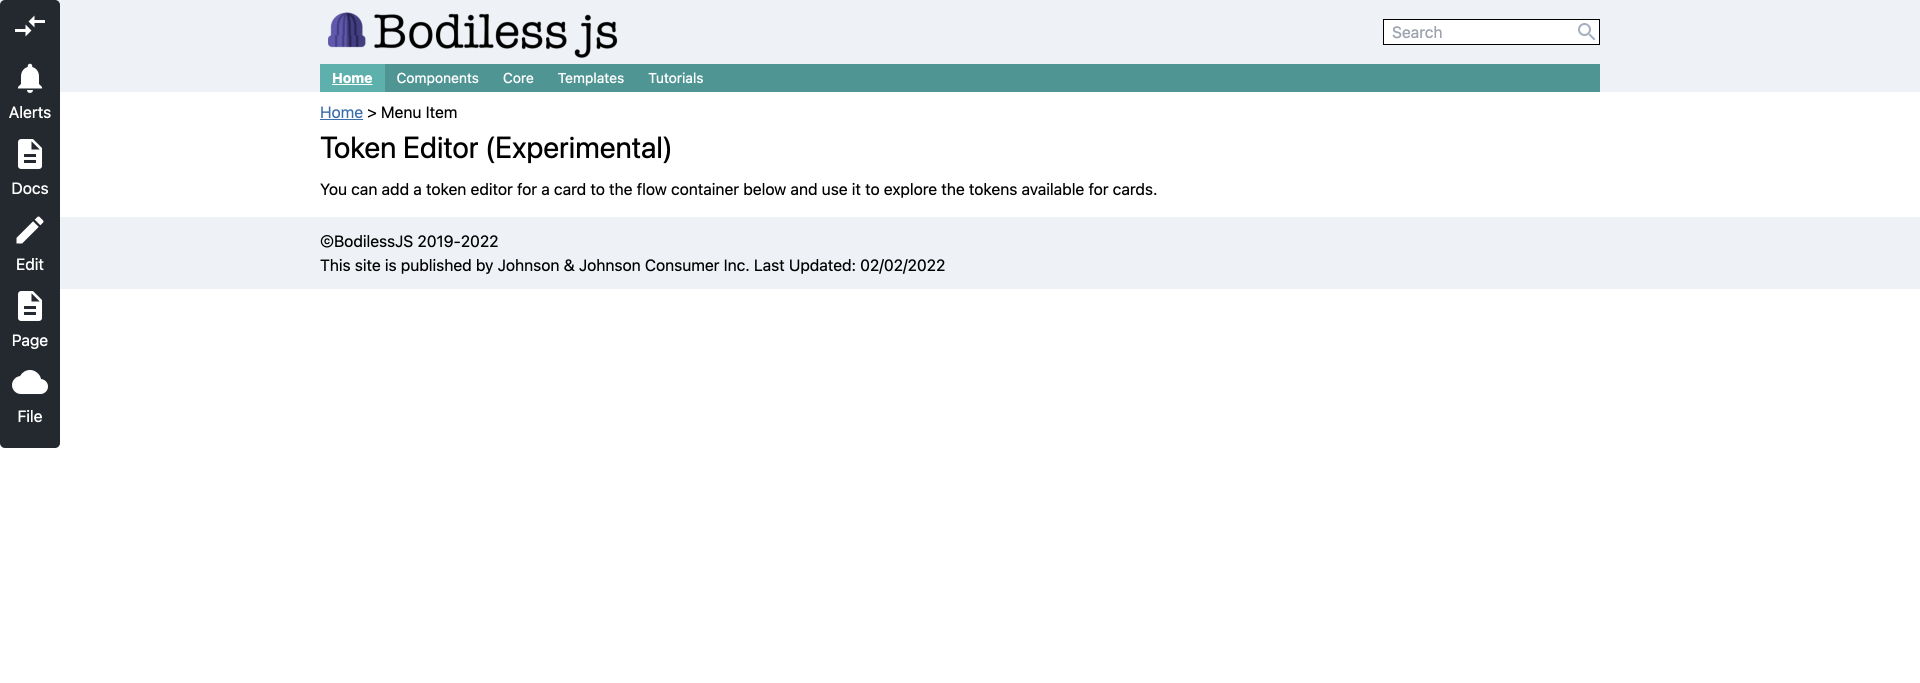 Bodiless js
Search
Home Components Core Templates Tutorials
Alerts
Docs
Edit
Page
File
Home > Menu Item
Token Editor (Experimental)
You can add a token editor for a card to the flow container below and use it to explore the tokens available for cards.
©BodilessJS 2019-2022
This site is published by Johnson & Johnson Consumer Inc. Last Updated: 02/02/2022